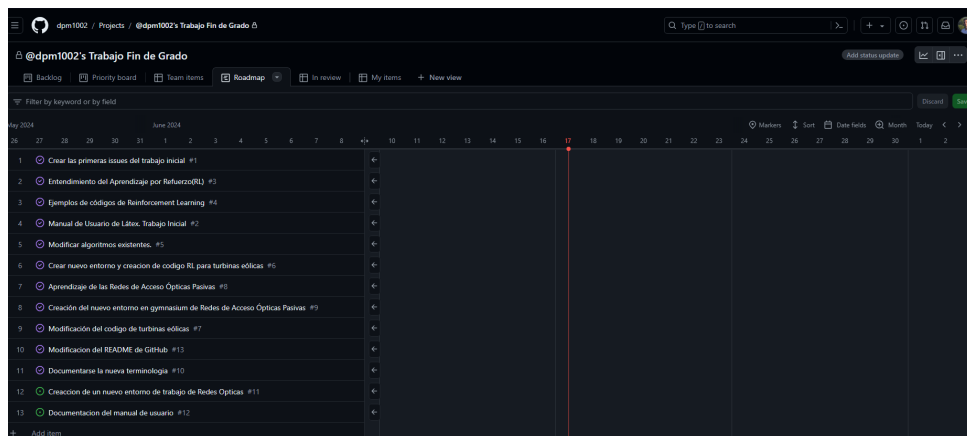 dpm1002 / Projects / @dpm1002's Trabajo Fin de Grado
Type / to search
@dpm1002's Trabajo Fin de Grado
Add status update
Backlog Priority board Team items Roadmap In review My items + New view
Filter by keyword or by field
Discard
May 2024 June 2024
Markers Sort Date fields Month Today
26 27 28 29 30 31 1 2 3 4 5 6 7 8 10 11 12 13 14 15 16 17 18 19 20 21 22 23 24 25 26 27 28 29 30 1 2
1 Crear las primeras issues del trabajo inicial #1
2 Entendimiento del Aprendizaje por Refuerzo(RL) #3
3 Ejemplos de códigos de Reinforcement Learning #4
4 Manual de Usuario de Látex. Trabajo Inicial #2
5 Modificar algoritmos existentes. #5
6 Crear nuevo entorno y creacion de codigo RL para turbinas eólicas #6
7 Aprendizaje de las Redes de Acceso Ópticas Pasivas #8
8 Creación del nuevo entorno en gymnasium de Redes de Acceso Ópticas Pasivas #9
9 Modificación del codigo de turbinas eólicas #7
10 Modificacion del README de GitHub #13
11 Documentarse la nueva terminologia #10
12 Creaccion de un nuevo entorno de trabajo de Redes Opticas #11
13 Documentacion del manual de usuario #12
+ Add item